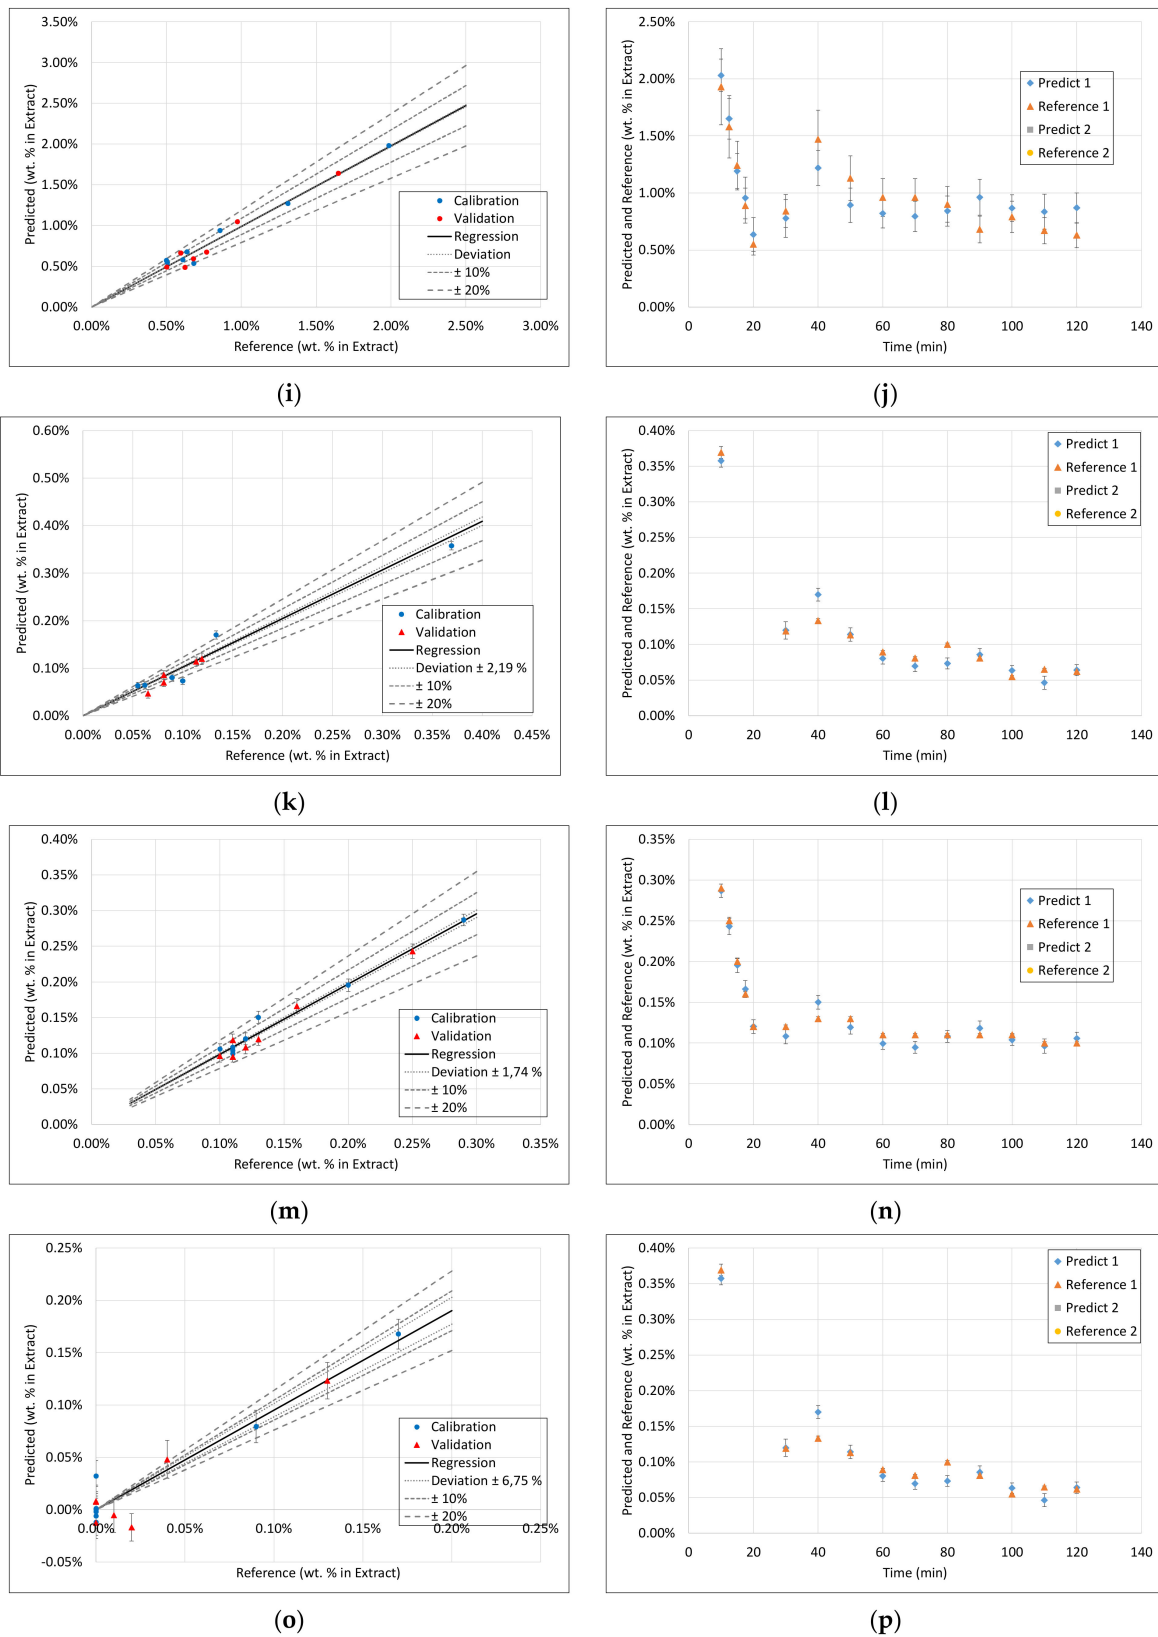 3.50%
3.00%
2.50%
2.00%
1.50%
1.00%
0.50%
0.00%
Predicted (wt. % in Extract)
Calibration
Validation
Regression
Deviation
± 10%
± 20%
0.00% 0.50% 1.00% 1.50% 2.00% 2.50% 3.00%
Reference (wt. % in Extract)
(i)
2.50%
2.00%
1.50%
1.00%
0.50%
0.00%
Predicted and Reference (wt. % in Extract)
Predict 1
Reference 1
Predict 2
Reference 2
0 20 40 60 80 100 120 140
Time (min)
(j)
0.60%
0.50%
0.40%
0.30%
0.20%
0.10%
0.00%
Predicted (wt. % in Extract)
Calibration
Validation
Regression
Deviation ± 2,19 %
± 10%
± 20%
0.00% 0.05% 0.10% 0.15% 0.20% 0.25% 0.30% 0.35% 0.40% 0.45%
Reference (wt. % in Extract)
(k)
0.40%
0.35%
0.30%
0.25%
0.20%
0.15%
0.10%
0.05%
0.00%
Predicted and Reference (wt. % in Extract)
Predict 1
Reference 1
Predict 2
Reference 2
0 20 40 60 80 100 120 140
Time (min)
(l)
0.40%
0.35%
0.30%
0.25%
0.20%
0.15%
0.10%
0.05%
0.00%
Predicted (wt. % in Extract)
Calibration
Validation
Regression
Deviation ± 1,74 %
± 10%
± 20%
0.00% 0.05% 0.10% 0.15% 0.20% 0.25% 0.30% 0.35%
Reference (wt. % in Extract)
(m)
0.35%
0.30%
0.25%
0.20%
0.15%
0.10%
0.05%
0.00%
Predicted and Reference (wt. % in Extract)
Predict 1
Reference 1
Predict 2
Reference 2
0 20 40 60 80 100 120 140
Time (min)
(n)
0.25%
0.20%
0.15%
0.10%
0.05%
0.00%
-0.05%
Predicted (wt. % in Extract)
Calibration
Validation
Regression
Deviation ± 6,75 %
± 10%
± 20%
0.00% 0.05% 0.10% 0.15% 0.20% 0.25%
Reference (wt. % in Extract)
(o)
0.40%
0.35%
0.30%
0.25%
0.20%
0.15%
0.10%
0.05%
0.00%
Predicted and Reference (wt. % in Extract)
Predict 1
Reference 1
Predict 2
Reference 2
0 20 40 60 80 100 120 140
Time (min)
(p)